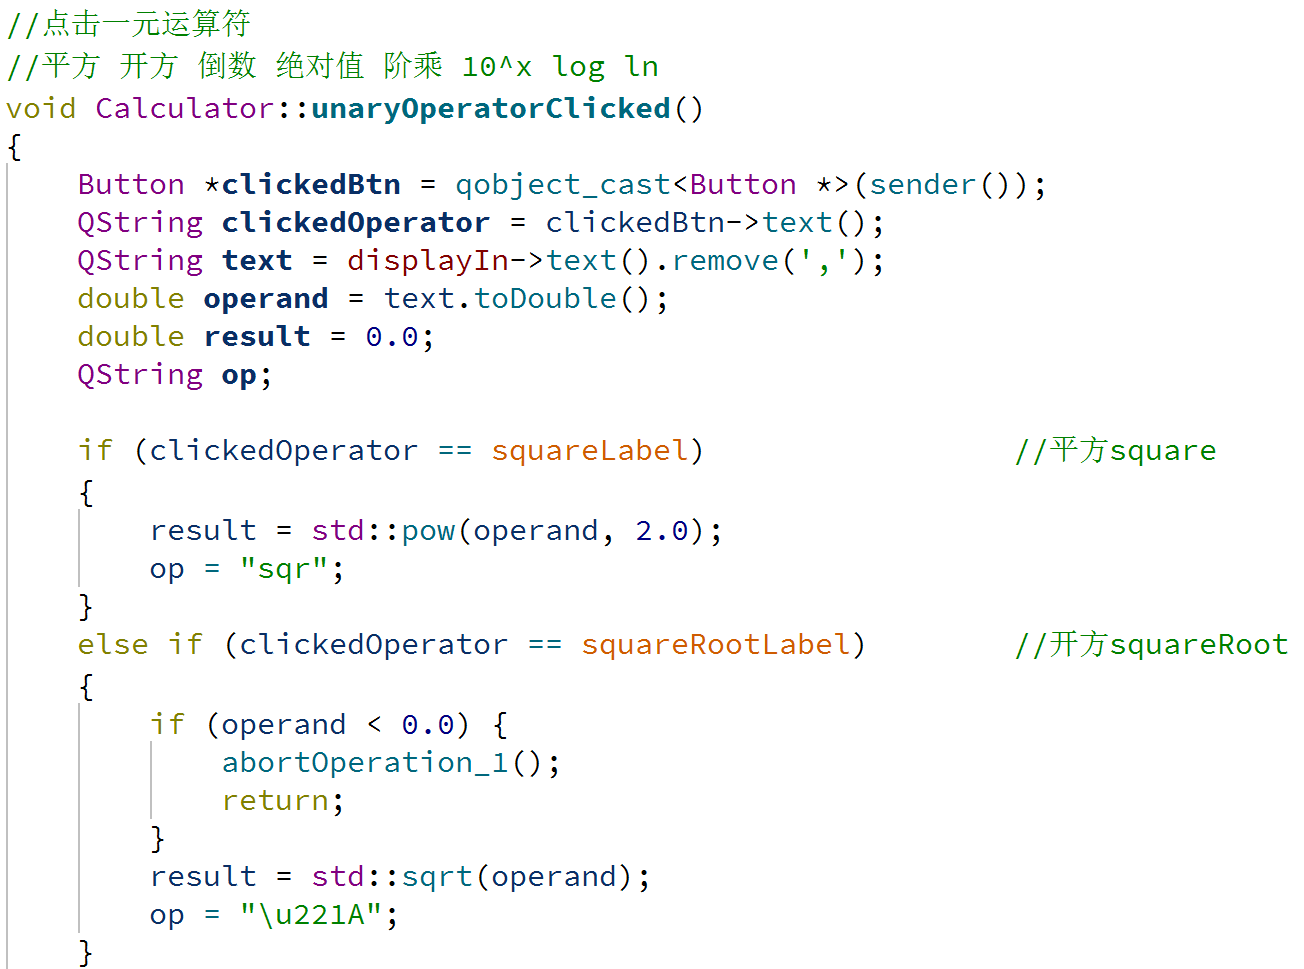 //点击一元运算符
//平方 开方 倒数 绝对值 阶乘 10^x log ln
void Calculator::unaryOperatorClicked()
{
    Button *clickedBtn = qobject_cast<Button *>(sender());
    QString clickedOperator = clickedBtn->text();
    QString text = displayIn->text().remove(',');
    double operand = text.toDouble();
    double result = 0.0;
    QString op;

    if (clickedOperator == squareLabel)                 //平方square
    {
        result = std::pow(operand, 2.0);
        op = "sqr";
    }
    else if (clickedOperator == squareRootLabel)        //开方squareRoot
    {
        if (operand < 0.0) {
            abortOperation_1();
            return;
        }
        result = std::sqrt(operand);
        op = "\u221A";
    }